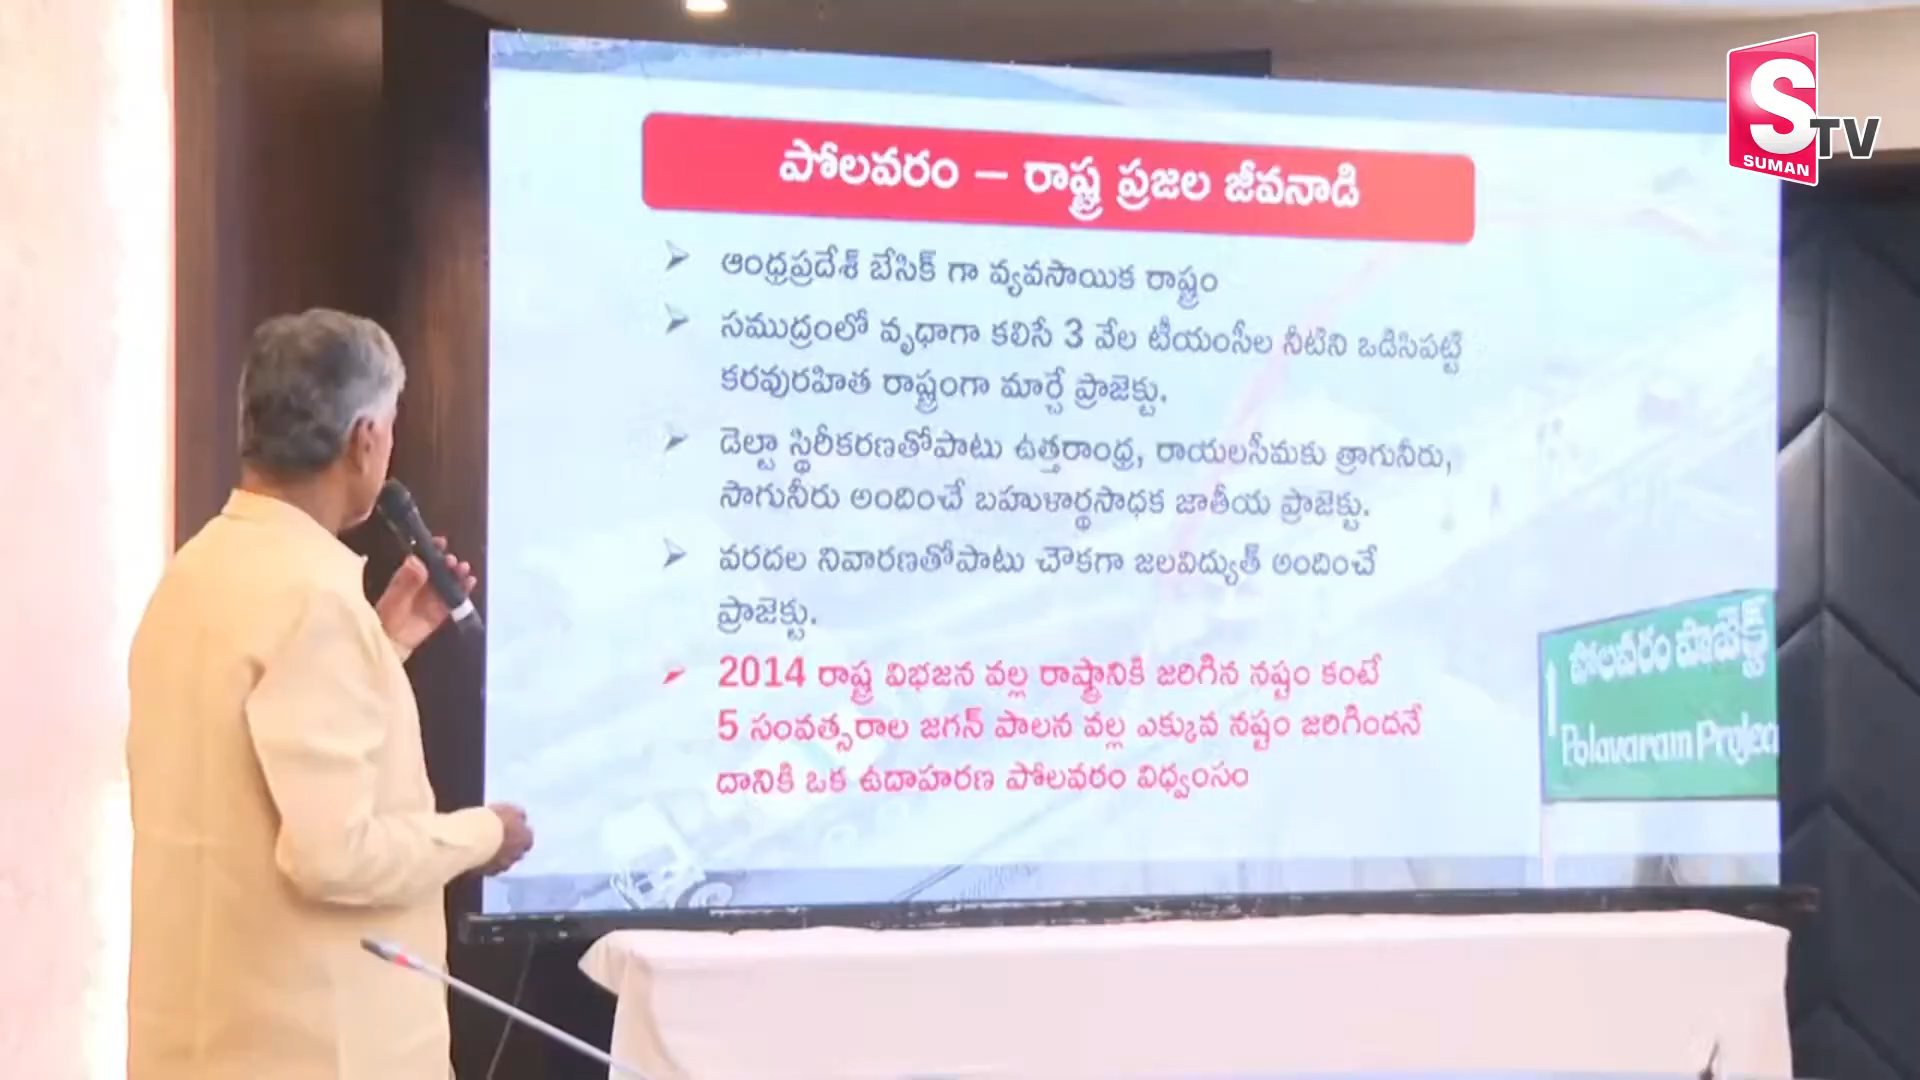 పోలవరం – రాష్ట్ర ప్రజల జీవనాడి
ఆంధ్రప్రదేశ్ బేసిక్ గా వ్యవసాయిక రాష్ట్రం
సముద్రంలో వృధాగా కలిసే 3 వేల టీయంసీల నీటిని ఒడిసిపట్టి
కరవురహిత రాష్ట్రంగా మార్చే ప్రాజెక్టు.
డెల్టా స్థిరీకరణతోపాటు ఉత్తరాంధ్ర, రాయలసీమకు త్రాగునీరు,
సాగునీరు అందించే బహుళార్థసాధక జాతీయ ప్రాజెక్టు.
వరదల నివారణతోపాటు చౌకగా జలవిద్యుత్ అందించే
ప్రాజెక్టు.
2014 రాష్ట్ర విభజన వల్ల రాష్ట్రానికి జరిగిన నష్టం కంటే
5 సంవత్సరాల జగన్ పాలన వల్ల ఎక్కువ నష్టం జరిగిందనే
దానికి ఒక ఉదాహరణ పోలవరం విధ్వంసం
పోలవరం ప్రాజెక్ట్
Polavaram Projec
S TV
SUMAN